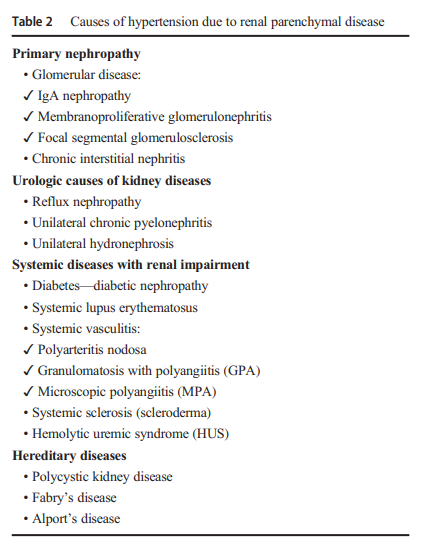 Table 2 Causes of hypertension due to renal parenchymal disease
Primary nephropathy
• Glomerular disease:
✓ IgA nephropathy
✓ Membranoproliferative glomerulonephritis
✓ Focal segmental glomerulosclerosis
• Chronic interstitial nephritis
Urologic causes of kidney diseases
• Reflux nephropathy
• Unilateral chronic pyelonephritis
• Unilateral hydronephrosis
Systemic diseases with renal impairment
• Diabetes—diabetic nephropathy
• Systemic lupus erythematosus
• Systemic vasculitis:
✓ Polyarteritis nodosa
✓ Granulomatosis with polyangiitis (GPA)
✓ Microscopic polyangiitis (MPA)
• Systemic sclerosis (scleroderma)
• Hemolytic uremic syndrome (HUS)
Hereditary diseases
• Polycystic kidney disease
• Fabry’s disease
• Alport’s disease